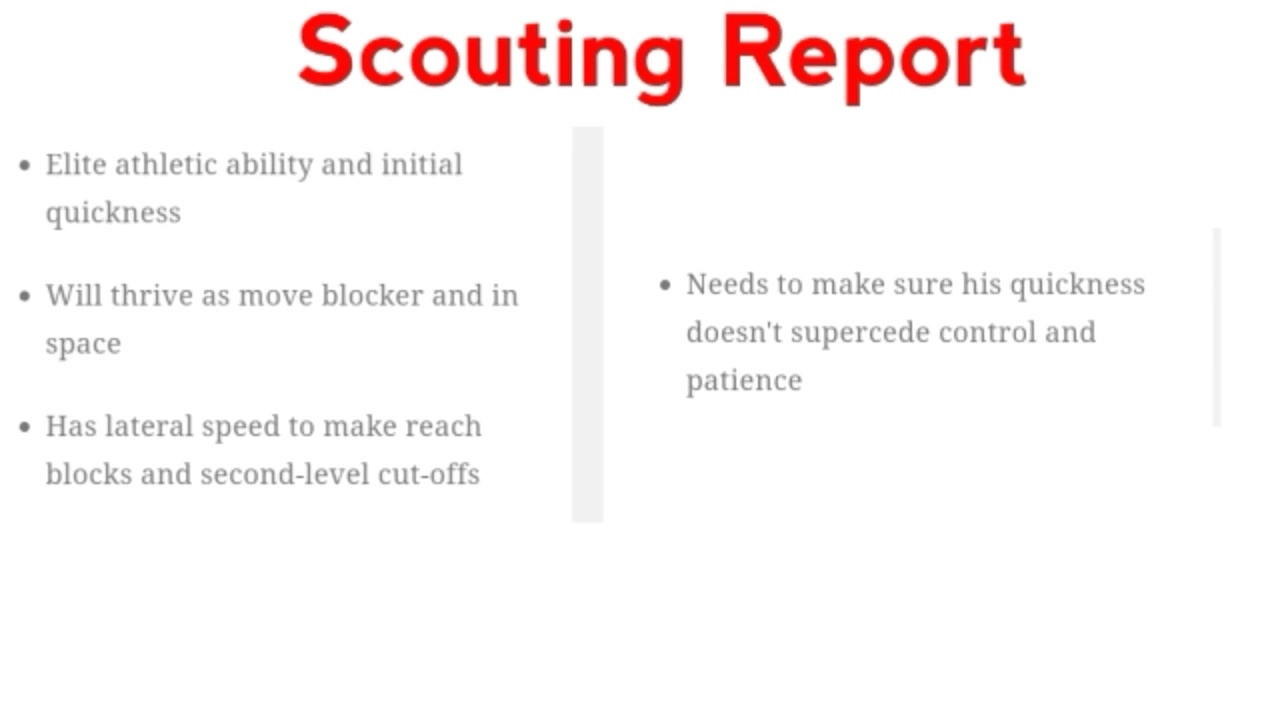 Scouting Report
• Elite athletic ability and initial
quickness
• Will thrive as move blocker and in
space
• Has lateral speed to make reach
blocks and second-level cut-offs
• Needs to make sure his quickness
doesn't supercede control and
patience